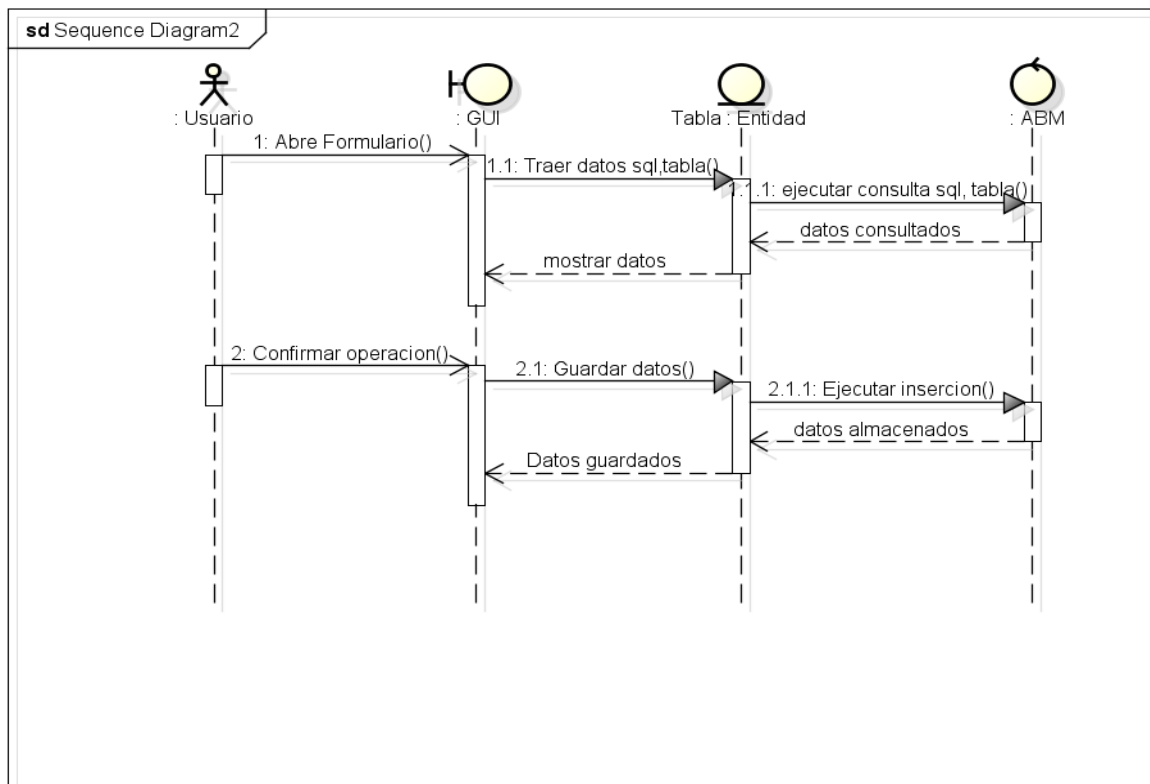 sd Sequence Diagram2
: Usuario
: GUI
Tabla : Entidad
: ABM
1: Abre Formulario()
1.1: Traer datos sql,tabla()
1.1.1: ejecutar consulta sql, tabla()
datos consultados
mostrar datos
2: Confirmar operacion()
2.1: Guardar datos()
2.1.1: Ejecutar insercion()
datos almacenados
Datos guardados